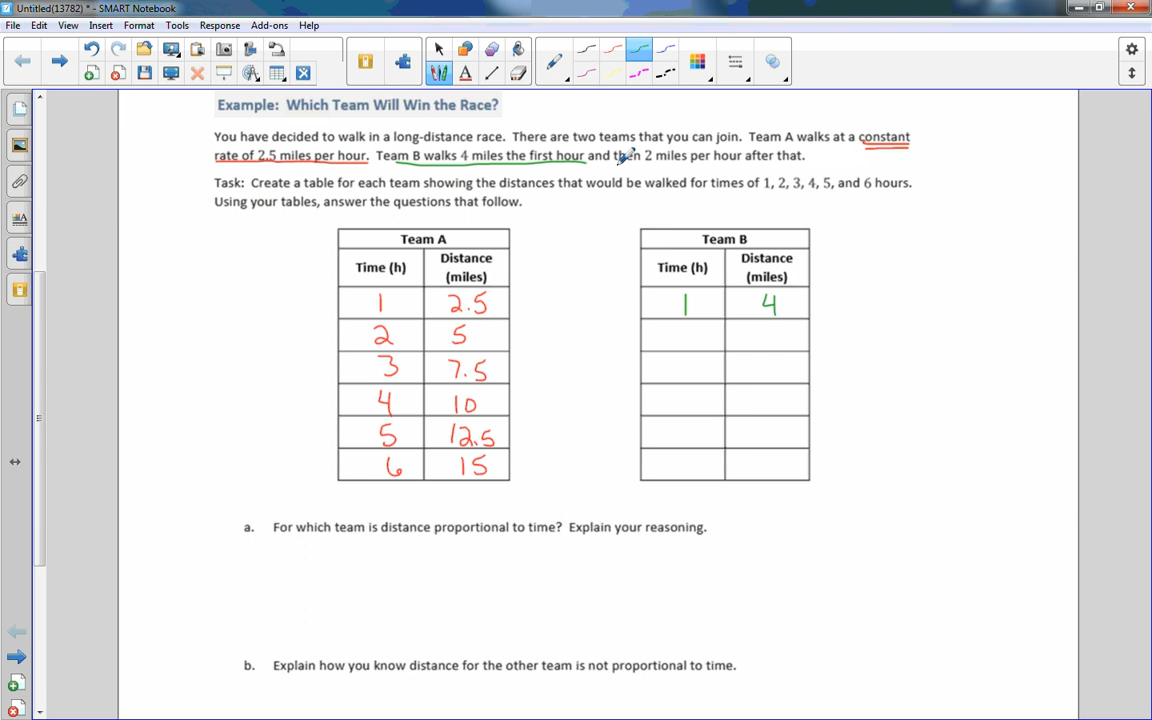 Untitled(13782) * - SMART Notebook
File Edit View Insert Format Tools Response Add-ons Help
Example: Which Team Will Win the Race?
You have decided to walk in a long-distance race. There are two teams that you can join. Team A walks at a constant
rate of 2.5 miles per hour. Team B walks 4 miles the first hour and then 2 miles per hour after that.
Task: Create a table for each team showing the distances that would be walked for times of 1, 2, 3, 4, 5, and 6 hours.
Using your tables, answer the questions that follow.
Team A
Time (h) Distance (miles)
1 2.5
2 5
3 7.5
4 10
5 12.5
6 15
Team B
Time (h) Distance (miles)
1 4
a. For which team is distance proportional to time? Explain your reasoning.
b. Explain how you know distance for the other team is not proportional to time.